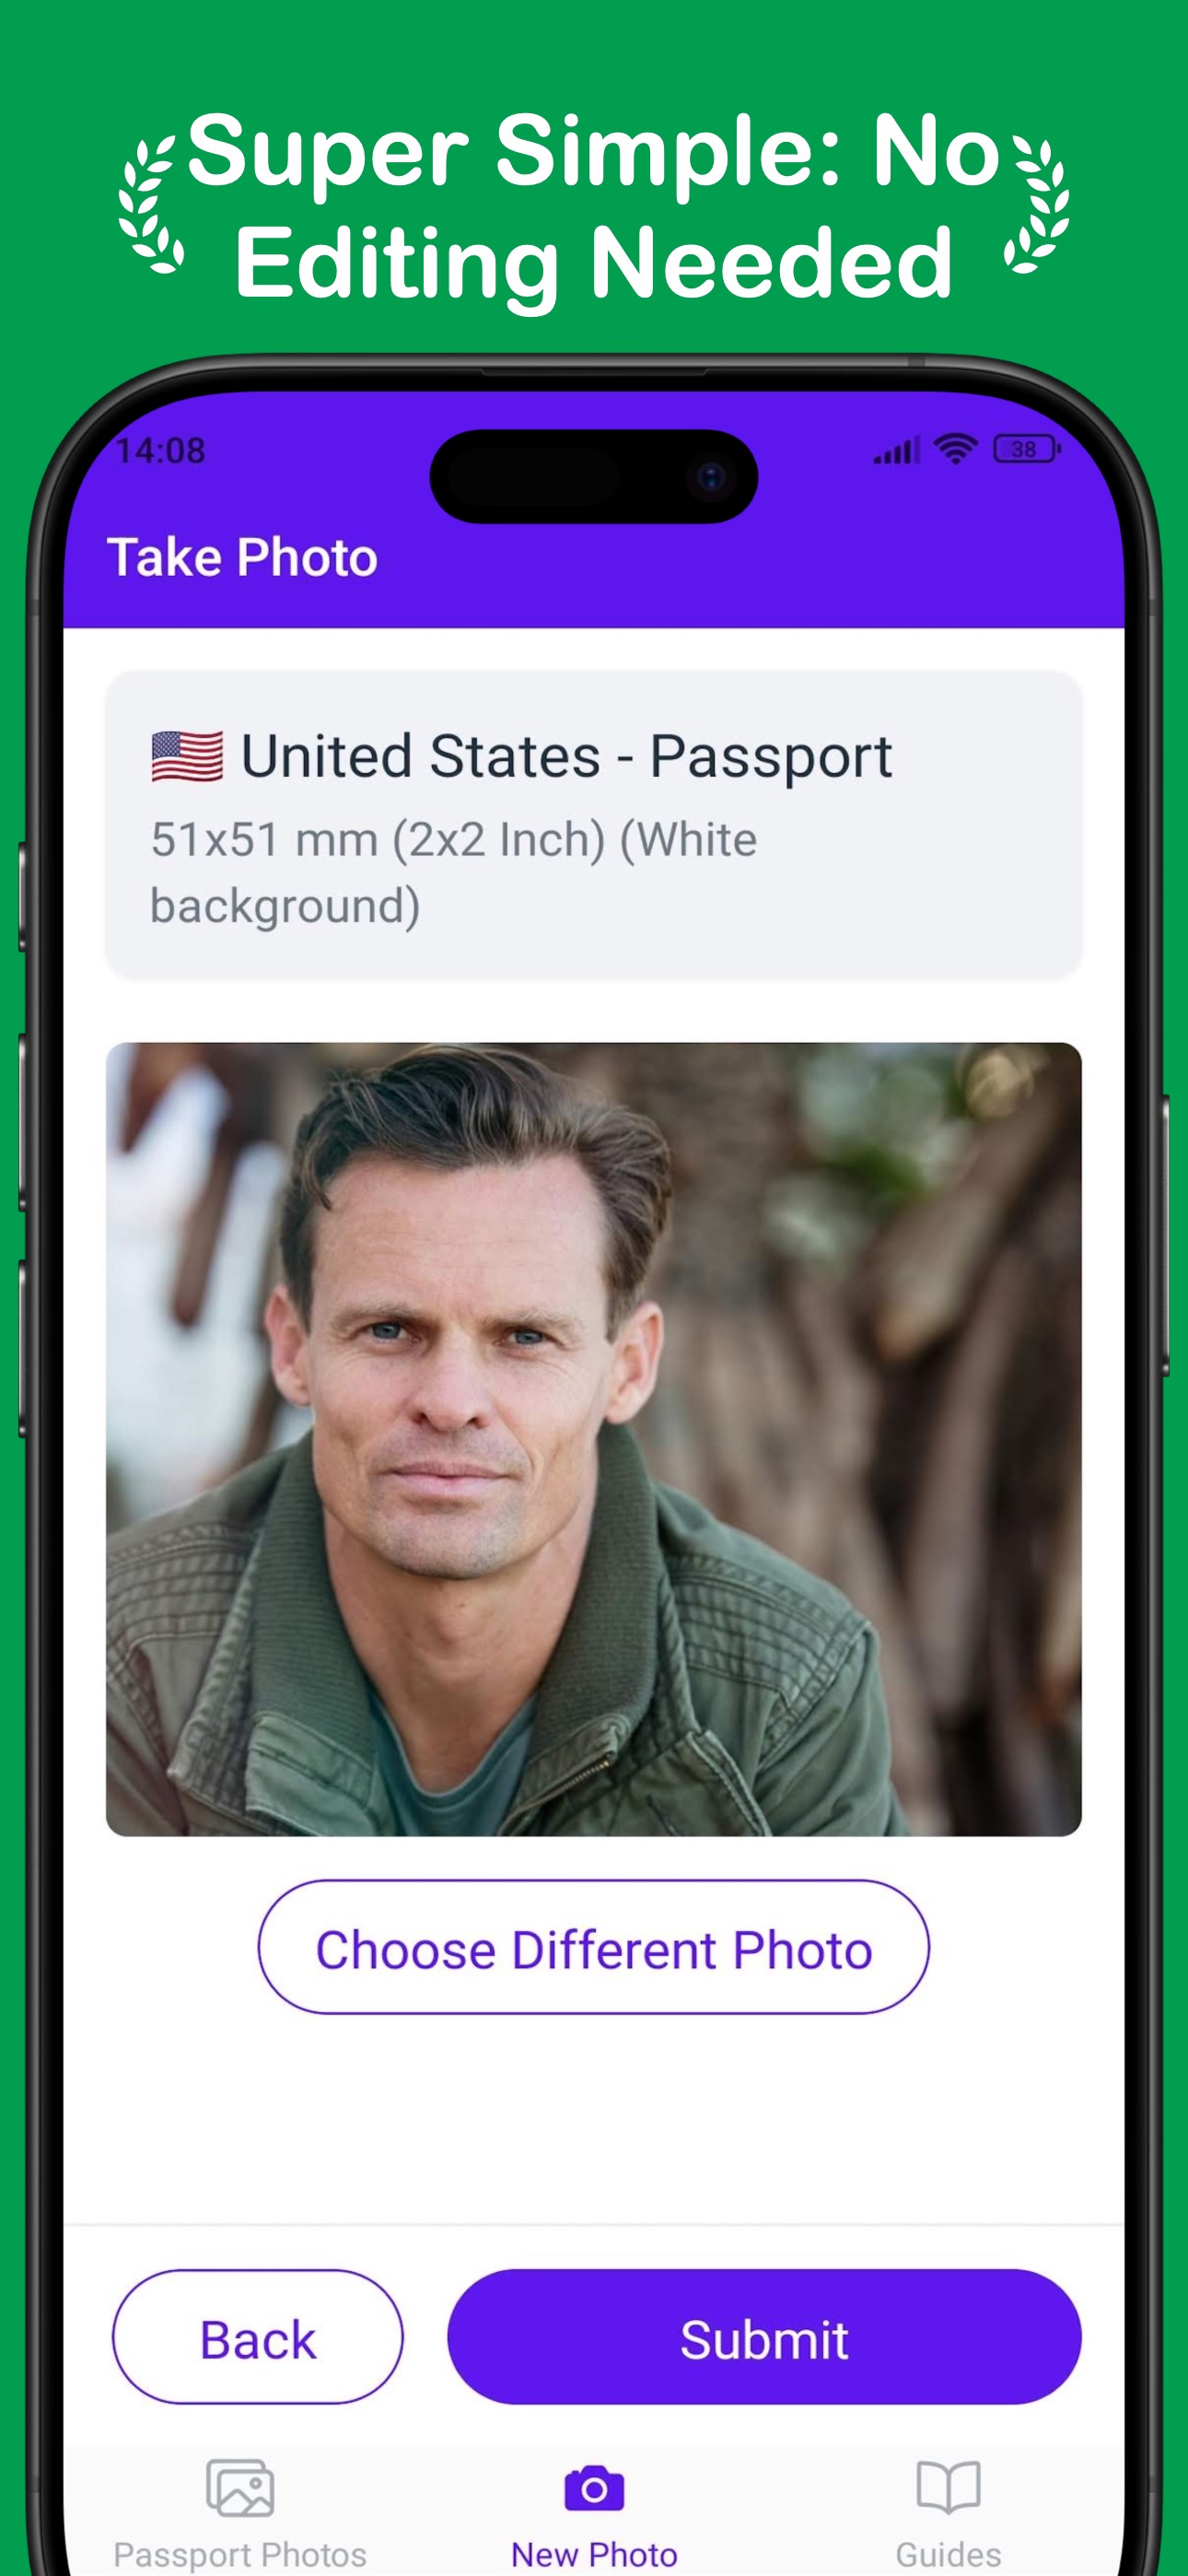 Super Simple: No
Editing Needed
14:08
38
Take Photo
🇺🇸 United States - Passport
51x51 mm (2x2 Inch) (White
background)
Choose Different Photo
Back
Submit
Passport Photos
New Photo
Guides